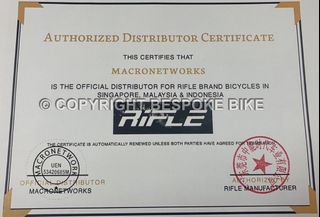 AUTHORIZED DISTRIBUTOR CERTIFICATE
THIS CERTIFIES THAT
MACRONETWORKS
IS THE OFFICIAL DISTRIBUTOR FOR RIFLE BRAND BICYCLES IN
SINGAPORE, MALAYSIA & INDONESIA
© COPYRIGHT BESPOKE BIKE
RIFLE
THE CERTIFICATE IS AUTOMATICALLY RENEWED UNLESS BOTH PARTIES HAVE AGREED FOR TERMINATION
MACRONETWORK
UEN
53420685M
OFFICIAL DISTRIBUTOR
MACRONETWORKS
AUTHORIZED BY
RIFLE MANUFACTURER